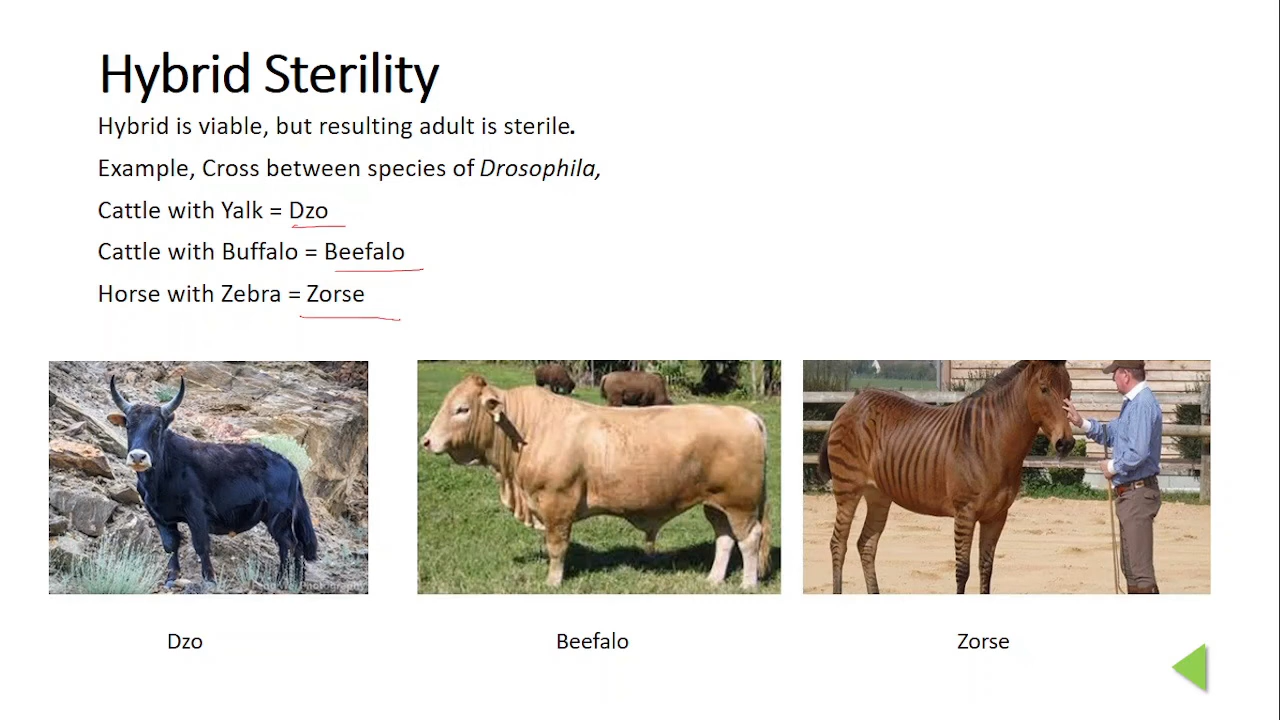 Hybrid Sterility
Hybrid is viable, but resulting adult is sterile.
Example, Cross between species of Drosophila,
Cattle with Yalk = Dzo
Cattle with Buffalo = Beefalo
Horse with Zebra = Zorse
Dzo
Beefalo
Zorse